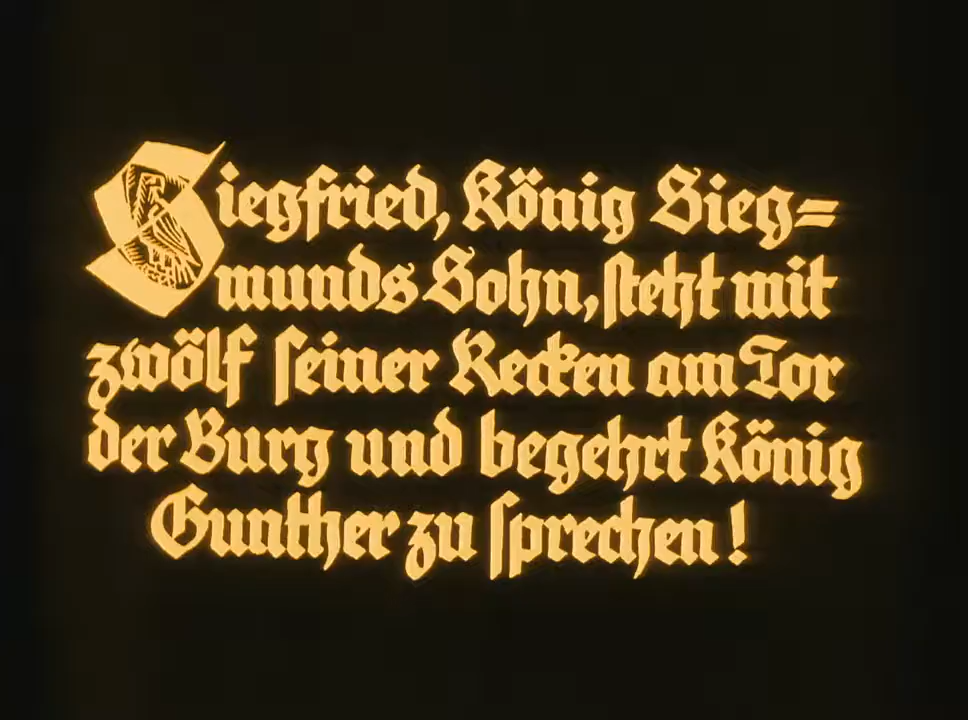 Siegfried, König Sieg=
munds Sohn, steht mit
zwölf seiner Recken am Tor
der Burg und begehrt König
Gunther zu sprechen!